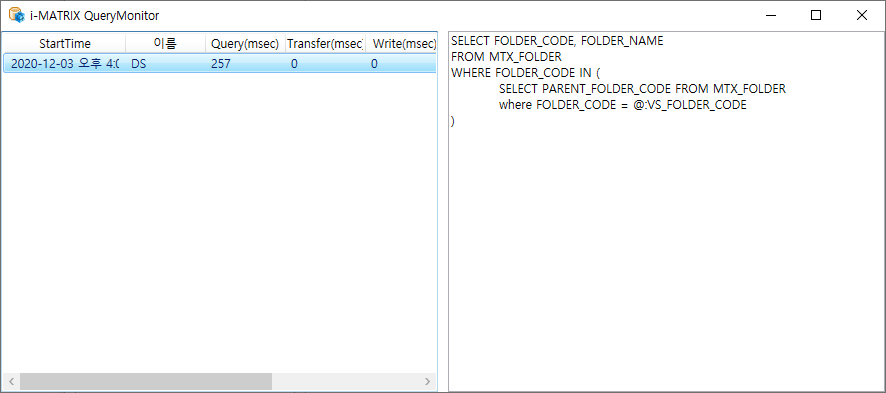 i-MATRIX QueryMonitor
StartTime 이름 Query(msec) Transfer(msec) Write(msec)
2020-12-03 오후 4:0 DS 257 0 0
SELECT FOLDER_CODE, FOLDER_NAME
FROM MTX_FOLDER
WHERE FOLDER_CODE IN (
SELECT PARENT_FOLDER_CODE FROM MTX_FOLDER
where FOLDER_CODE = @:VS_FOLDER_CODE
)